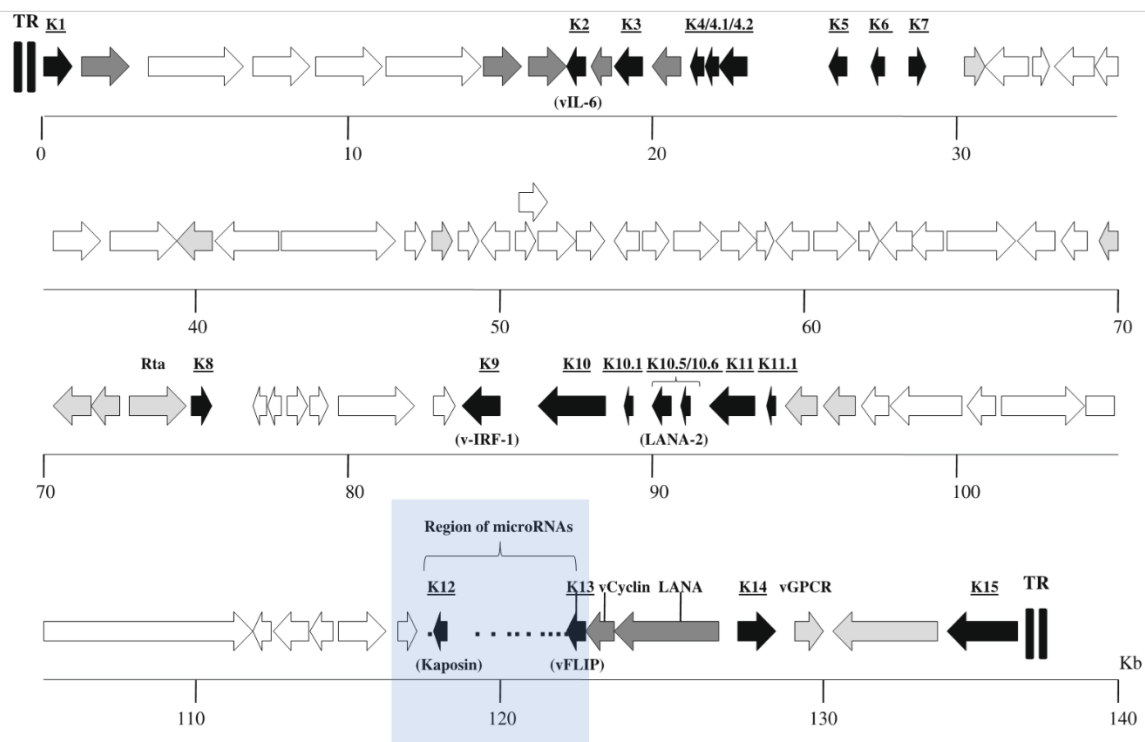 TR K1 K2 K3 K4/4.1/4.2 K5 K6 K7
(vIL-6)
0 10 20 30
40 50 60 70
Rta K8 K9 K10 K10.1 K10.5/10.6 K11 K11.1
(v-IRF-1) (LANA-2)
70 80 90 100
Region of microRNAs
K12 K13 vCyclin LANA K14 vGPCR K15 TR
(Kaposin) (vFLIP)
Kb
110 120 130 140